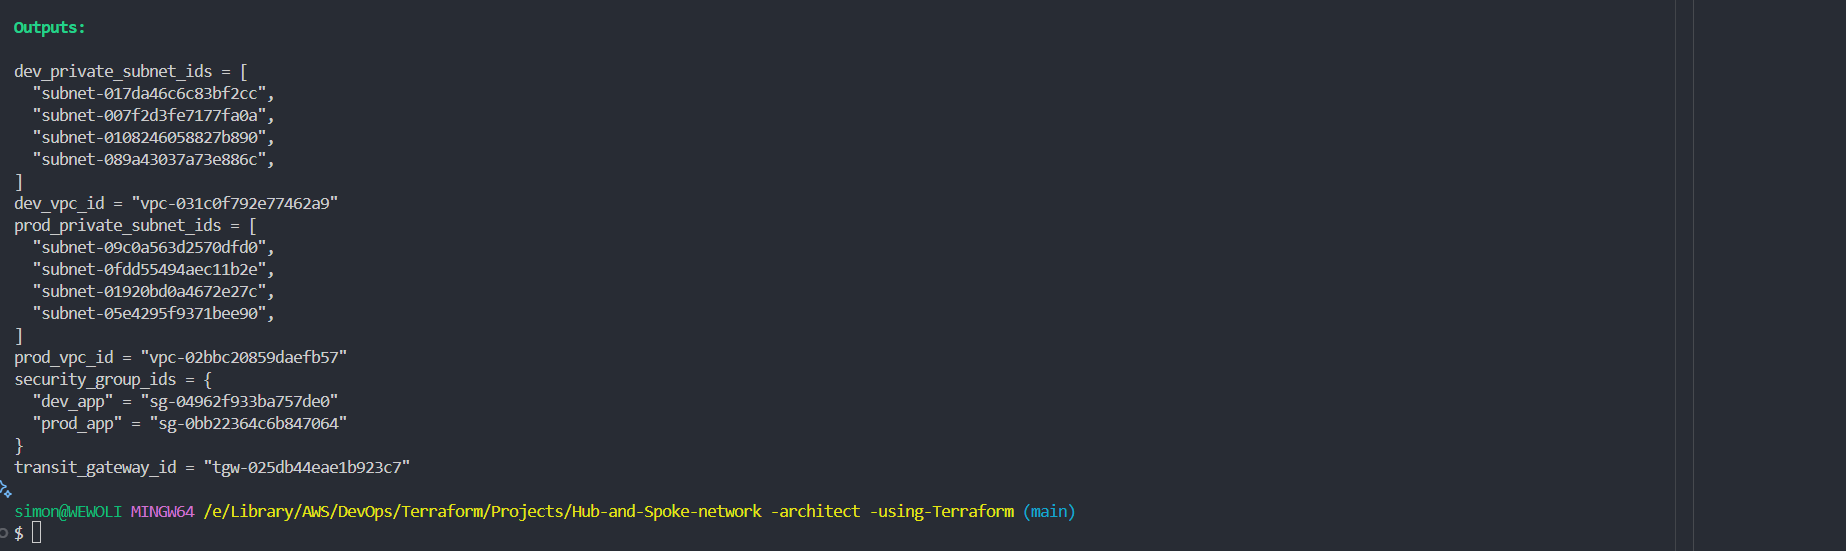 Outputs:
dev_private_subnet_ids = [
  "subnet-017da46c6c83bf2cc",
  "subnet-007f2d3fe7177fa0a",
  "subnet-0108246058827b890",
  "subnet-089a43037a73e886c",
]
dev_vpc_id = "vpc-031c0f792e77462a9"
prod_private_subnet_ids = [
  "subnet-09c0a563d2570dfd0",
  "subnet-0fdd55494aec11b2e",
  "subnet-01920bd0a4672e27c",
  "subnet-05e4295f9371bee90",
]
prod_vpc_id = "vpc-02bbc20859daefb57"
security_group_ids = {
  "dev_app" = "sg-04962f933ba757de0"
  "prod_app" = "sg-0bb22364c6b847064"
}
transit_gateway_id = "tgw-025db44eae1b923c7"
simon@WEWOLI MINGW64 /e/Library/AWS/DevOps/Terraform/Projects/Hub-and-Spoke-network -architect -using-Terraform (main)
$